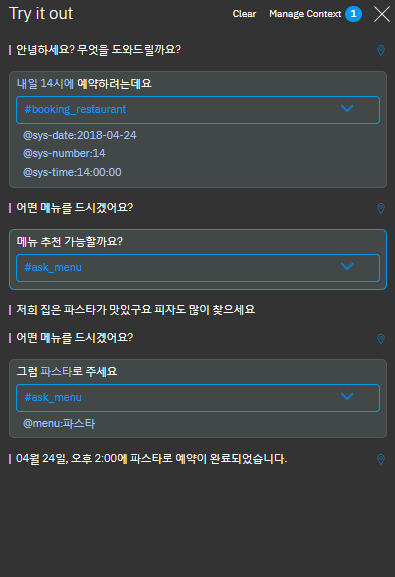 Try it out Clear Manage Context 1
안녕하세요? 무엇을 도와드릴까요?
내일 14시에 예약하려는데요
#booking_restaurant
@sys-date:2018-04-24
@sys-number:14
@sys-time:14:00:00
어떤 메뉴를 드시겠어요?
메뉴 추천 가능할까요?
#ask_menu
저희 집은 파스타가 맛있구요 피자도 많이 찾으세요
어떤 메뉴를 드시겠어요?
그럼 파스타로 주세요
#ask_menu
@menu:파스타
04월 24일, 오후 2:00에 파스타로 예약이 완료되었습니다.